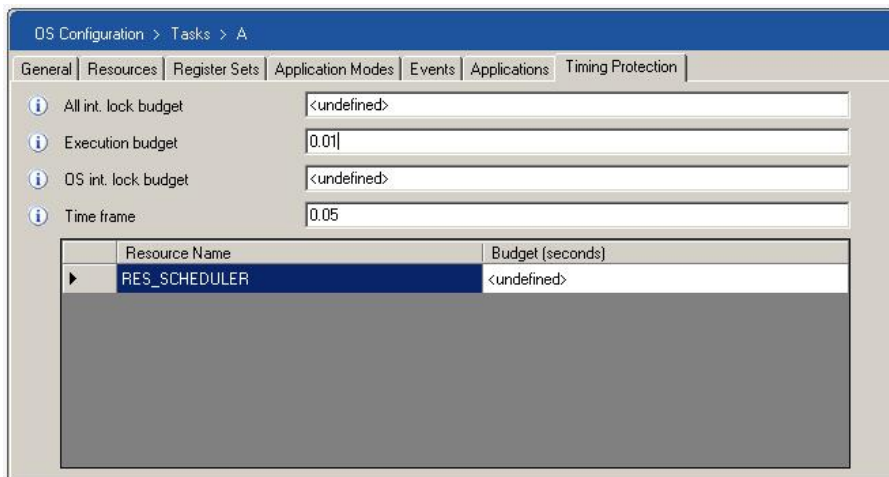 OS Configuration > Tasks > A
General Resources Register Sets Application Modes Events Applications Timing Protection
All int. lock budget <undefined>
Execution budget 0.01
OS int. lock budget <undefined>
Time frame 0.05
Resource Name Budget (seconds)
RES_SCHEDULER <undefined>